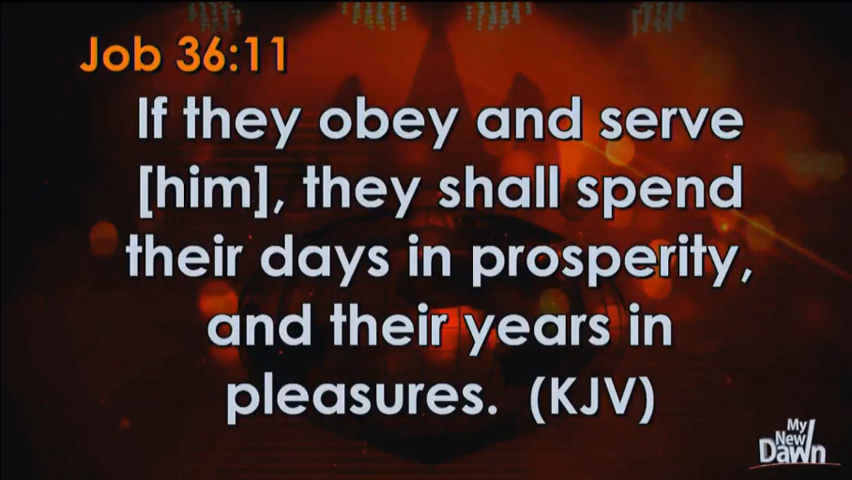 Job 36:11
If they obey and serve
[him], they shall spend
their days in prosperity,
and their years in
pleasures. (KJV)
My
New
Dawn